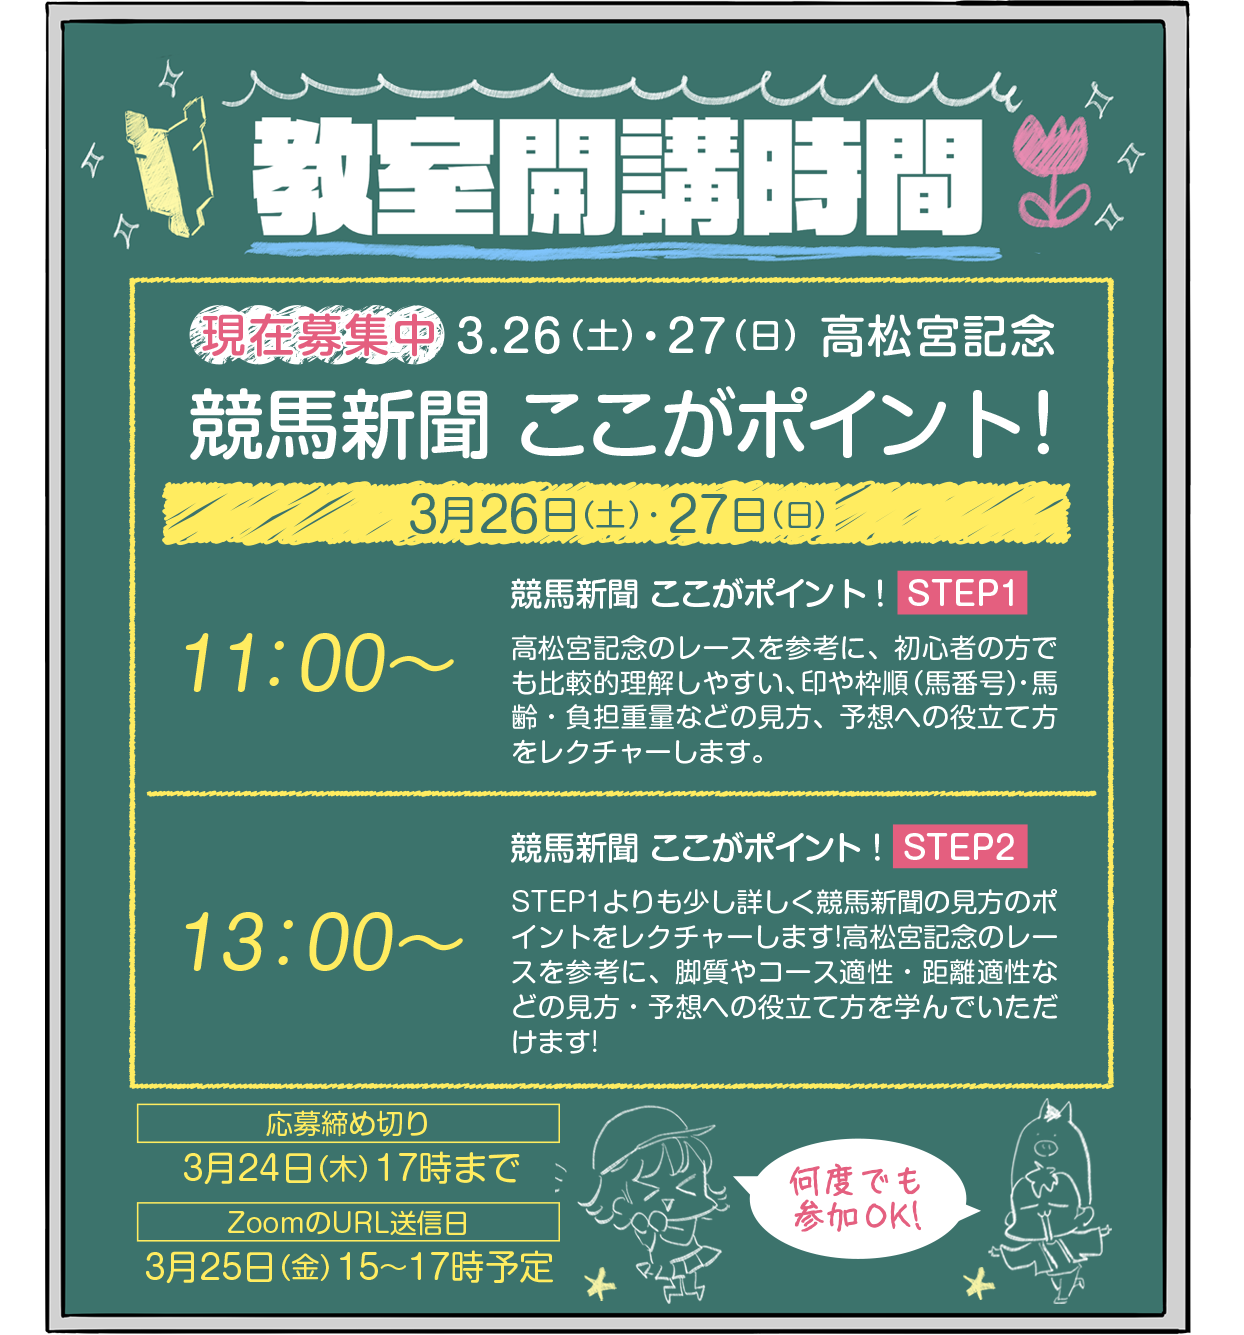 教室開講時間
現在募集中 3.26(土)・27(日) 高松宮記念
競馬新聞 ここがポイント!
3月26日(土)・27日(日)
11:00〜
競馬新聞 ここがポイント! STEP1
高松宮記念のレースを参考に、初心者の方で
も比較的理解しやすい、印や枠順(馬番号)・馬
齢・負担重量などの見方、予想への役立て方
をレクチャーします。
13:00〜
競馬新聞 ここがポイント! STEP2
STEP1よりも少し詳しく競馬新聞の見方のポ
イントをレクチャーします!高松宮記念のレー
スを参考に、脚質やコース適性・距離適性な
どの見方・予想への役立て方を学んでいただ
けます!
応募締め切り
3月24日(木)17時まで
ZoomのURL送信日
3月25日(金)15〜17時予定
何度でも
参加OK!